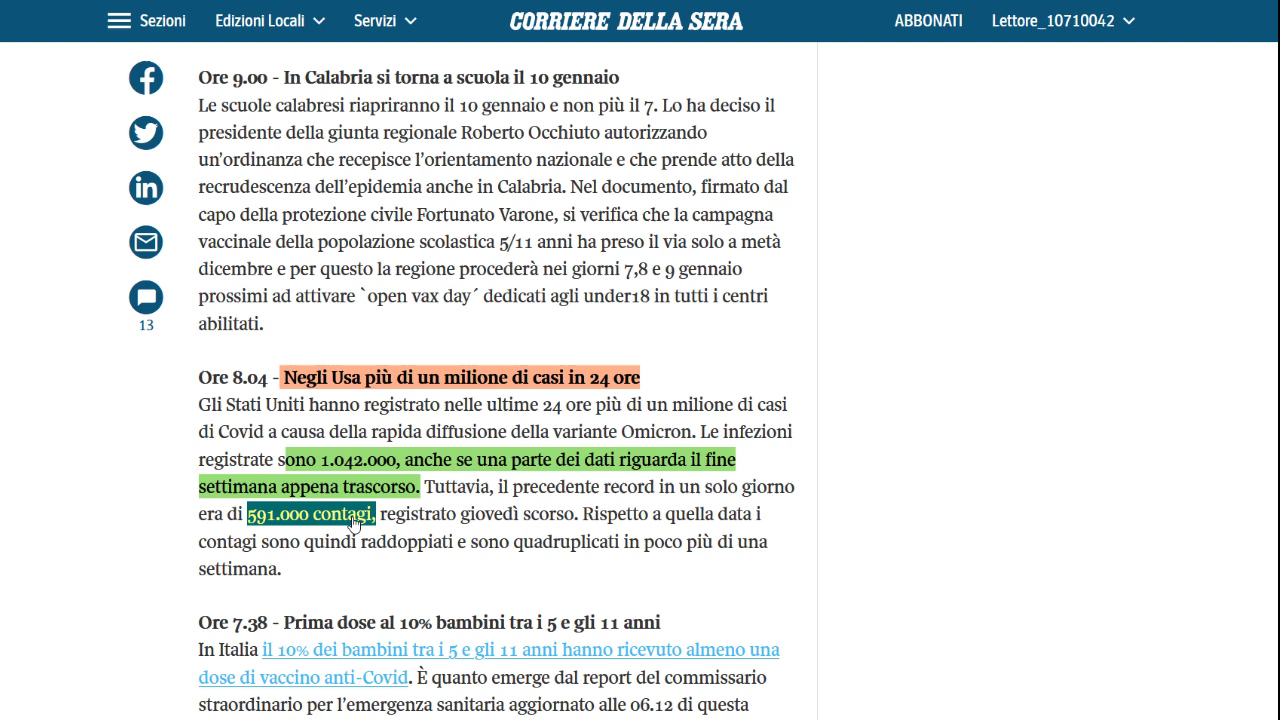 Sezioni Edizioni Locali Servizi CORRIERE DELLA SERA ABBONATI Lettore_10710042
Ore 9.00 - In Calabria si torna a scuola il 10 gennaio
Le scuole calabresi riapriranno il 10 gennaio e non più il 7. Lo ha deciso il
presidente della giunta regionale Roberto Occhiuto autorizzando
un’ordinanza che recepisce l’orientamento nazionale e che prende atto della
recrudescenza dell’epidemia anche in Calabria. Nel documento, firmato dal
capo della protezione civile Fortunato Varone, si verifica che la campagna
vaccinale della popolazione scolastica 5/11 anni ha preso il via solo a metà
dicembre e per questo la regione procederà nei giorni 7,8 e 9 gennaio
prossimi ad attivare `open vax day´ dedicati agli under18 in tutti i centri
abilitati.
13
Ore 8.04 - Negli Usa più di un milione di casi in 24 ore
Gli Stati Uniti hanno registrato nelle ultime 24 ore più di un milione di casi
di Covid a causa della rapida diffusione della variante Omicron. Le infezioni
registrate sono 1.042.000, anche se una parte dei dati riguarda il fine
settimana appena trascorso. Tuttavia, il precedente record in un solo giorno
era di 591.000 contagi, registrato giovedì scorso. Rispetto a quella data i
contagi sono quindi raddoppiati e sono quadruplicati in poco più di una
settimana.
Ore 7.38 - Prima dose al 10% bambini tra i 5 e gli 11 anni
In Italia il 10% dei bambini tra i 5 e gli 11 anni hanno ricevuto almeno una
dose di vaccino anti-Covid. È quanto emerge dal report del commissario
straordinario per l’emergenza sanitaria aggiornato alle 06.12 di questa